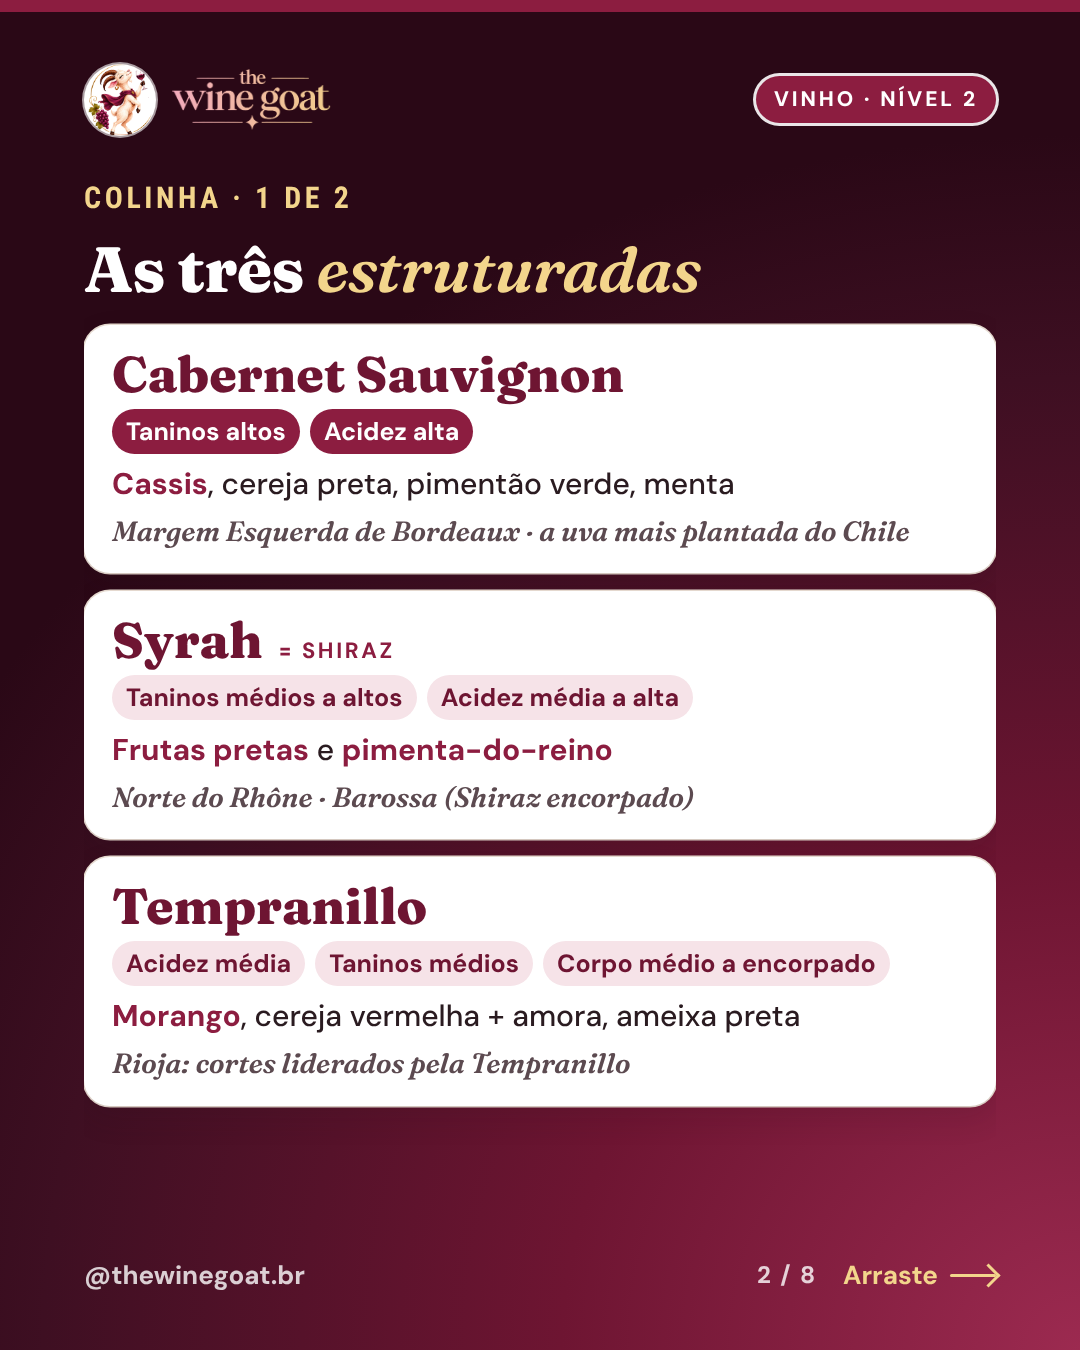 the
wine goat
VINHO · NÍVEL 2
COLINHA · 1 DE 2
As três estruturadas
Cabernet Sauvignon
Taninos altos Acidez alta
Cassis, cereja preta, pimentão verde, menta
Margem Esquerda de Bordeaux · a uva mais plantada do Chile
Syrah = SHIRAZ
Taninos médios a altos Acidez média a alta
Frutas pretas e pimenta-do-reino
Norte do Rhône · Barossa (Shiraz encorpado)
Tempranillo
Acidez média Taninos médios Corpo médio a encorpado
Morango, cereja vermelha + amora, ameixa preta
Rioja: cortes liderados pela Tempranillo
@thewinegoat.br
2 / 8 Arraste